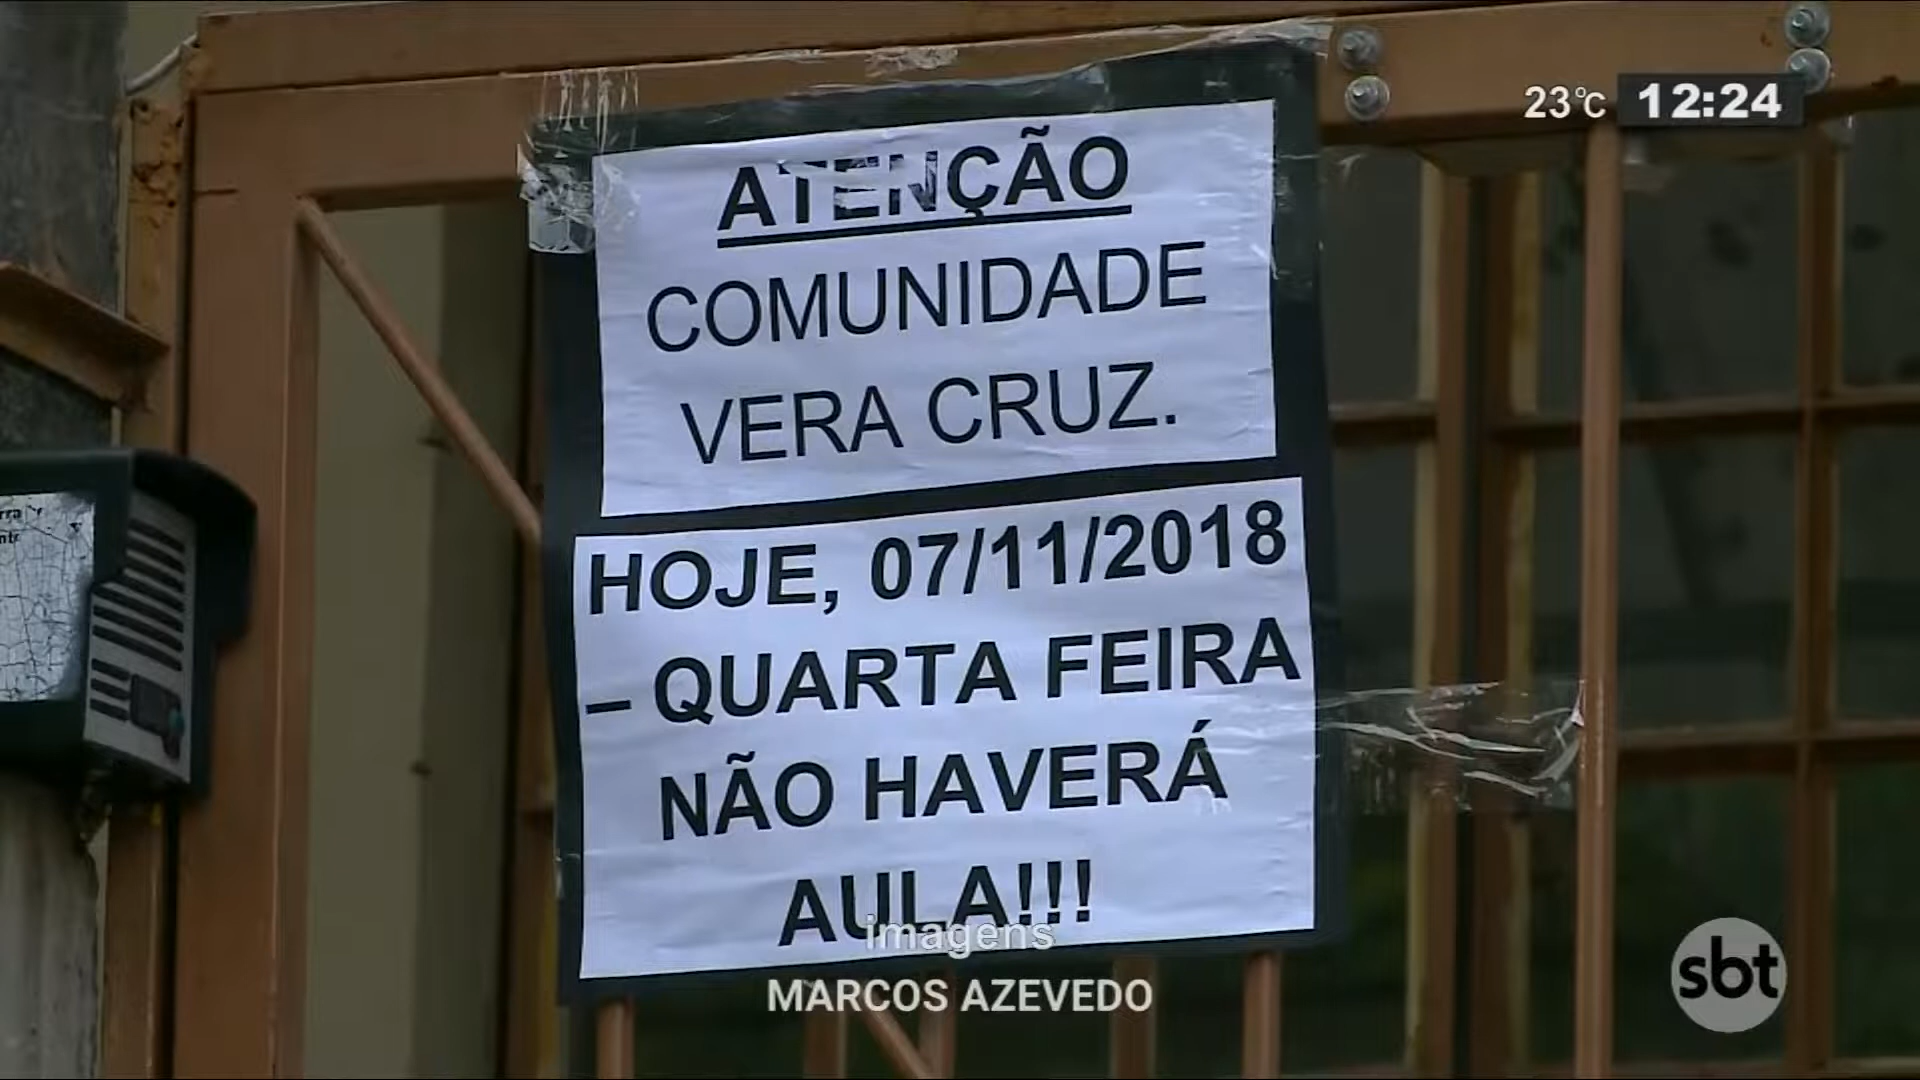 23°C 12:24
ATENÇÃO
COMUNIDADE
VERA CRUZ.
HOJE, 07/11/2018
– QUARTA FEIRA
NÃO HAVERÁ
AULA!!!
imagens
MARCOS AZEVEDO
sbt